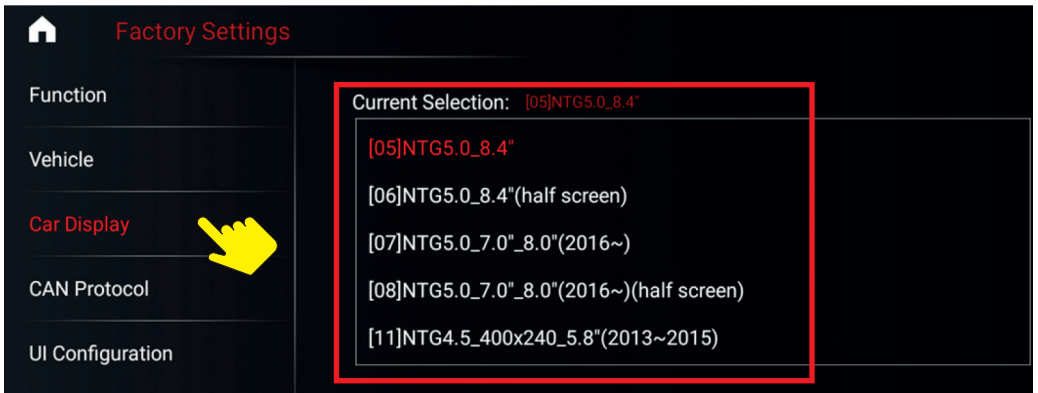 Factory Settings
Function
Vehicle
Car Display
CAN Protocol
UI Configuration
Current Selection: [05]NTG5.0_8.4"
[05]NTG5.0_8.4"
[06]NTG5.0_8.4"(half screen)
[07]NTG5.0_7.0"_8.0"(2016~)
[08]NTG5.0_7.0"_8.0"(2016~)(half screen)
[11]NTG4.5_400x240_5.8"(2013~2015)